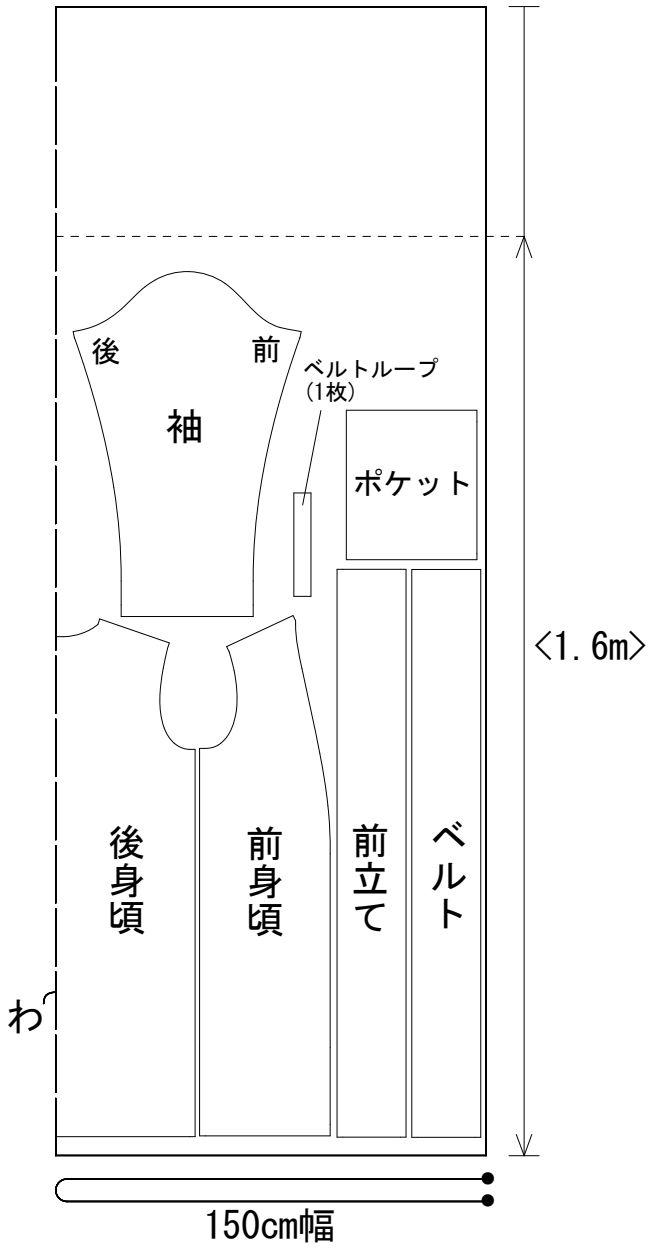 後
前
袖
ベルトループ
(1枚)
ポケット
<1.6m>
後身頃
前身頃
前立て
ベルト
わ
150cm幅